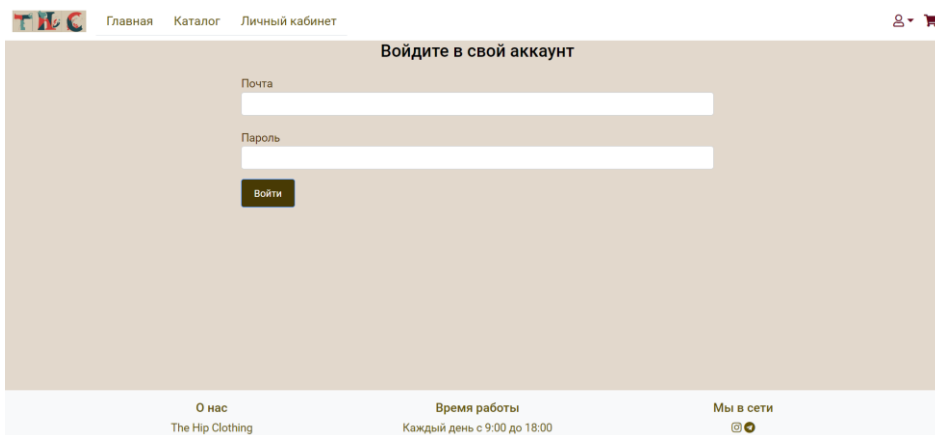 THC
Главная Каталог Личный кабинет
Войдите в свой аккаунт
Почта
Пароль
Войти
О нас Время работы Мы в сети
The Hip Clothing Каждый день с 9:00 до 18:00